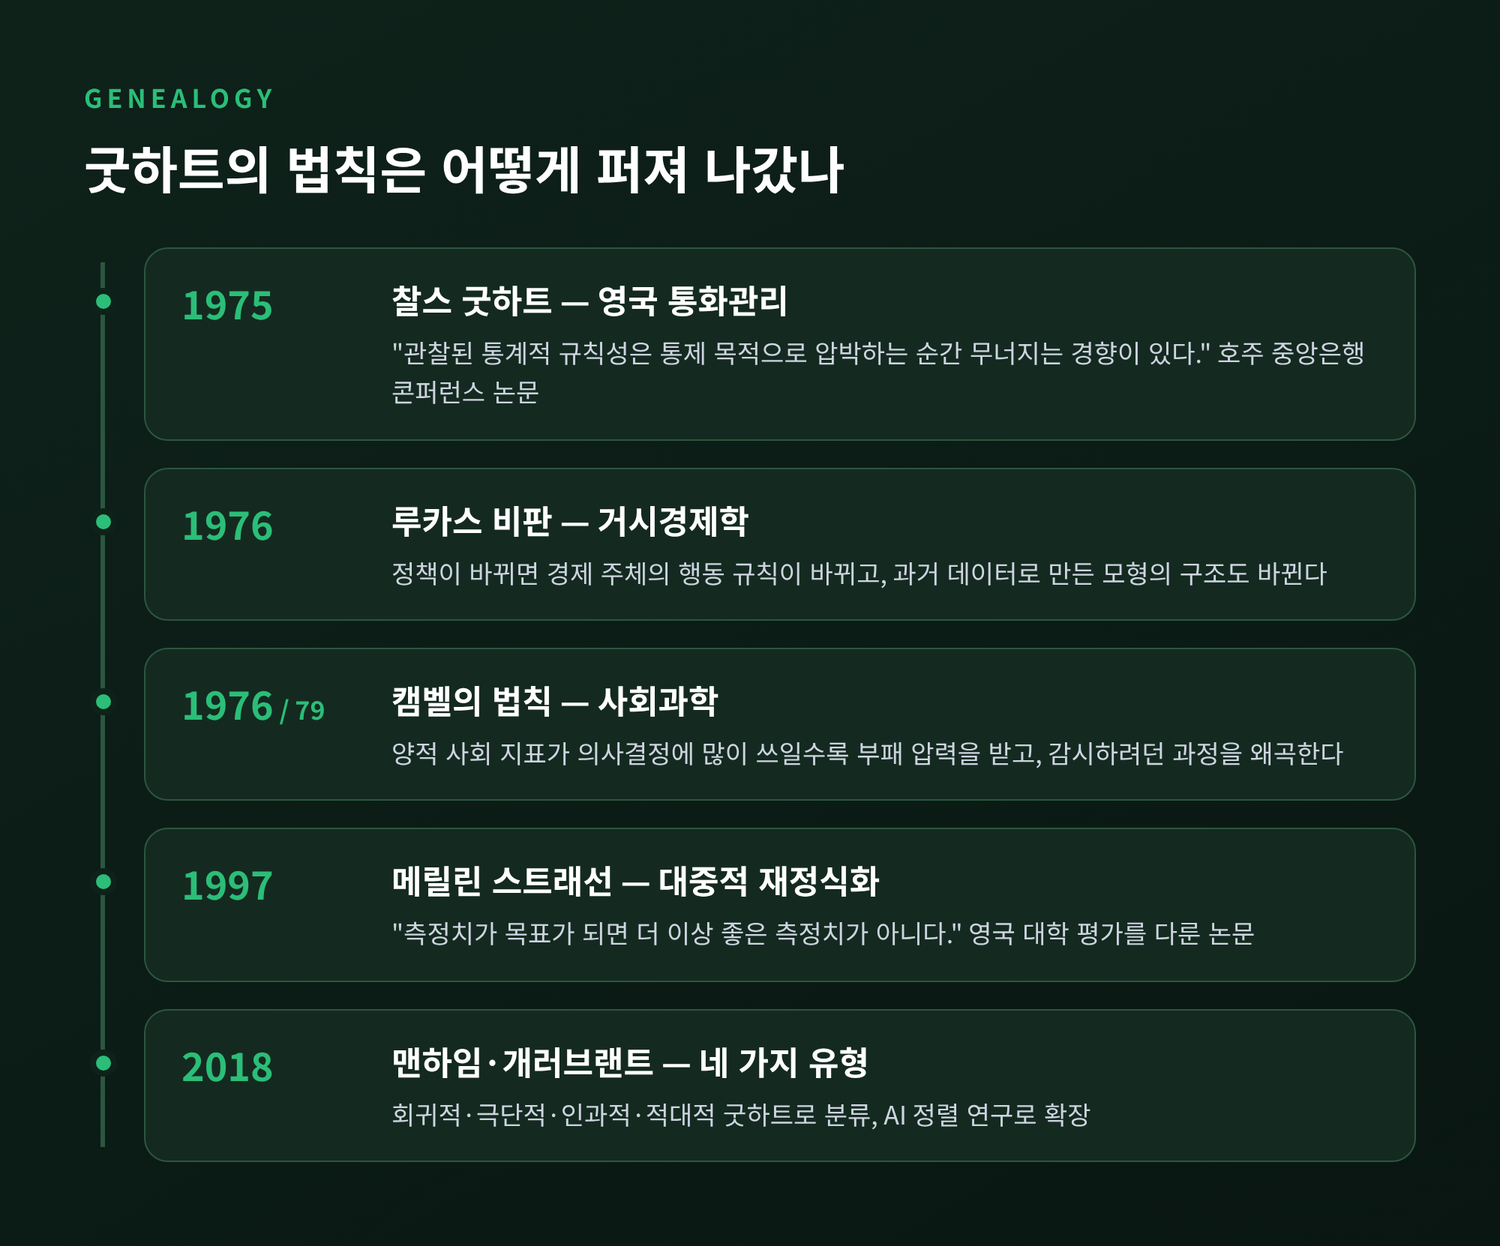 GENEALOGY
굿하트의 법칙은 어떻게 퍼져 나갔나
1975
찰스 굿하트 — 영국 통화관리
"관찰된 통계적 규칙성은 통제 목적으로 압박하는 순간 무너지는 경향이 있다." 호주 중앙은행
콘퍼런스 논문
1976
루카스 비판 — 거시경제학
정책이 바뀌면 경제 주체의 행동 규칙이 바뀌고, 과거 데이터로 만든 모형의 구조도 바뀐다
1976 / 79
캠벨의 법칙 — 사회과학
양적 사회 지표가 의사결정에 많이 쓰일수록 부패 압력을 받고, 감시하려던 과정을 왜곡한다
1997
메릴린 스트래선 — 대중적 재정식화
"측정치가 목표가 되면 더 이상 좋은 측정치가 아니다." 영국 대학 평가를 다룬 논문
2018
맨하임·개러브랜트 — 네 가지 유형
회귀적·극단적·인과적·적대적 굿하트로 분류, AI 정렬 연구로 확장